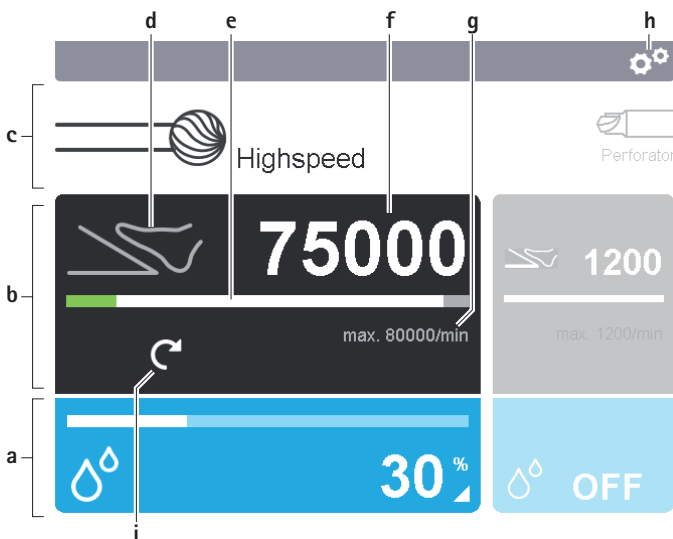 d e f g h
c
Highspeed
Perforator
b
75000
1200
max. 80000/min
max. 1200/min
a
30 %
OFF
i